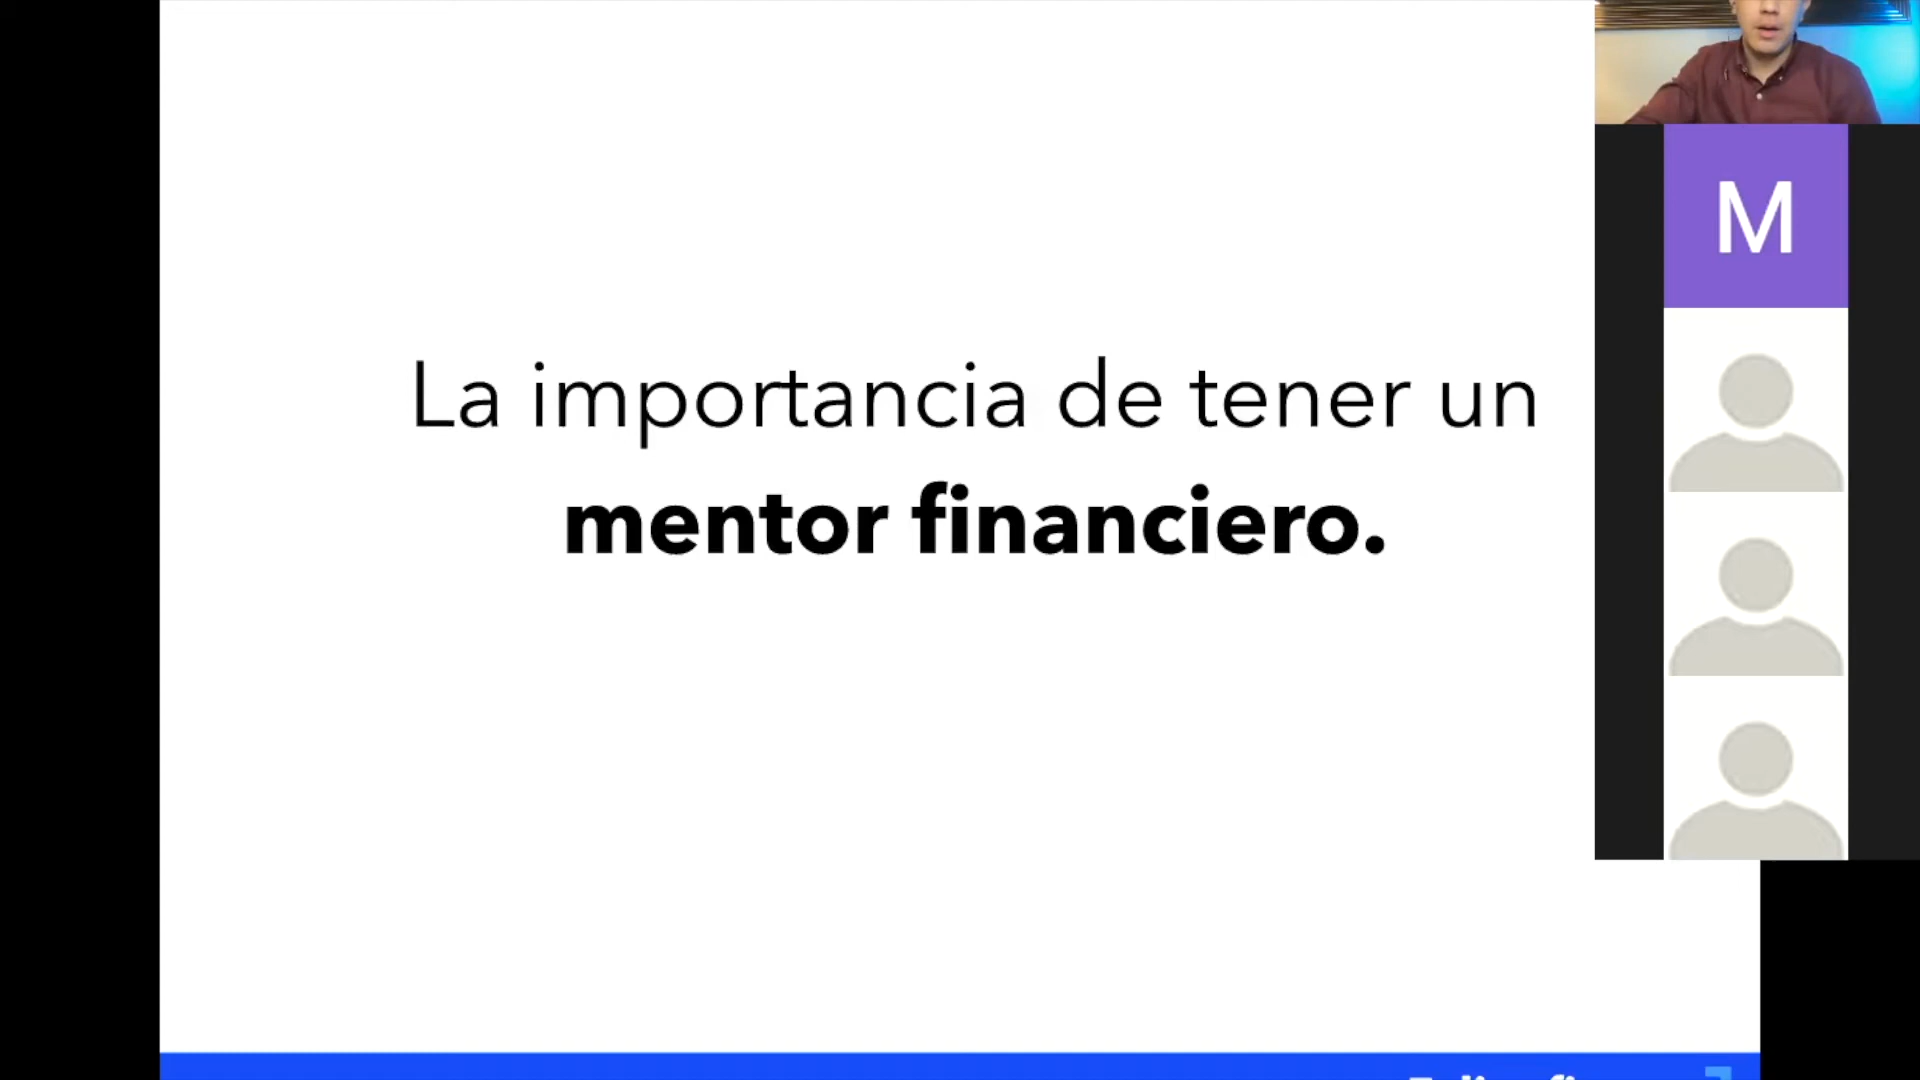 La importancia de tener un
mentor financiero.
M